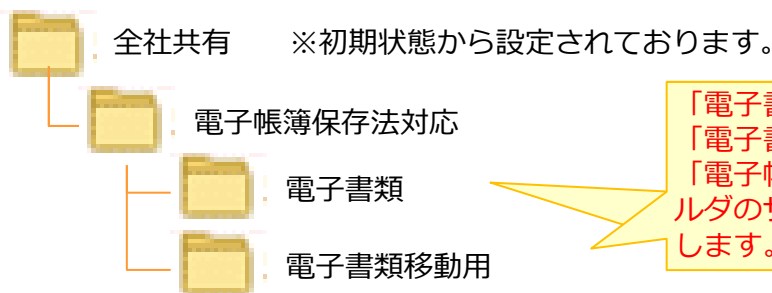 全社共有　　※初期状態から設定されております。
電子帳簿保存法対応
「電子書
「電子書
「電子帳
ルダのサ
します。
電子書類
電子書類移動用